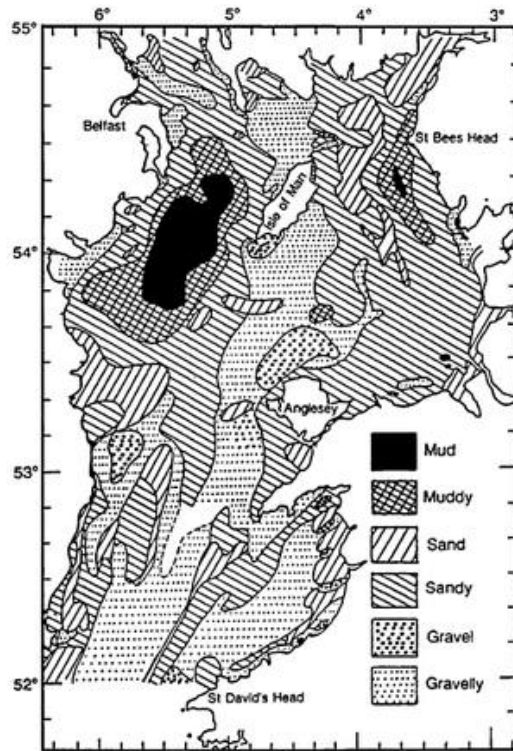 6° 5° 4° 3°
55°
Belfast
St Bees Head
Isle of Man
54°
Anglesey
Mud
53°
Muddy
Sand
Sandy
Gravel
52°
Gravelly
St David's Head